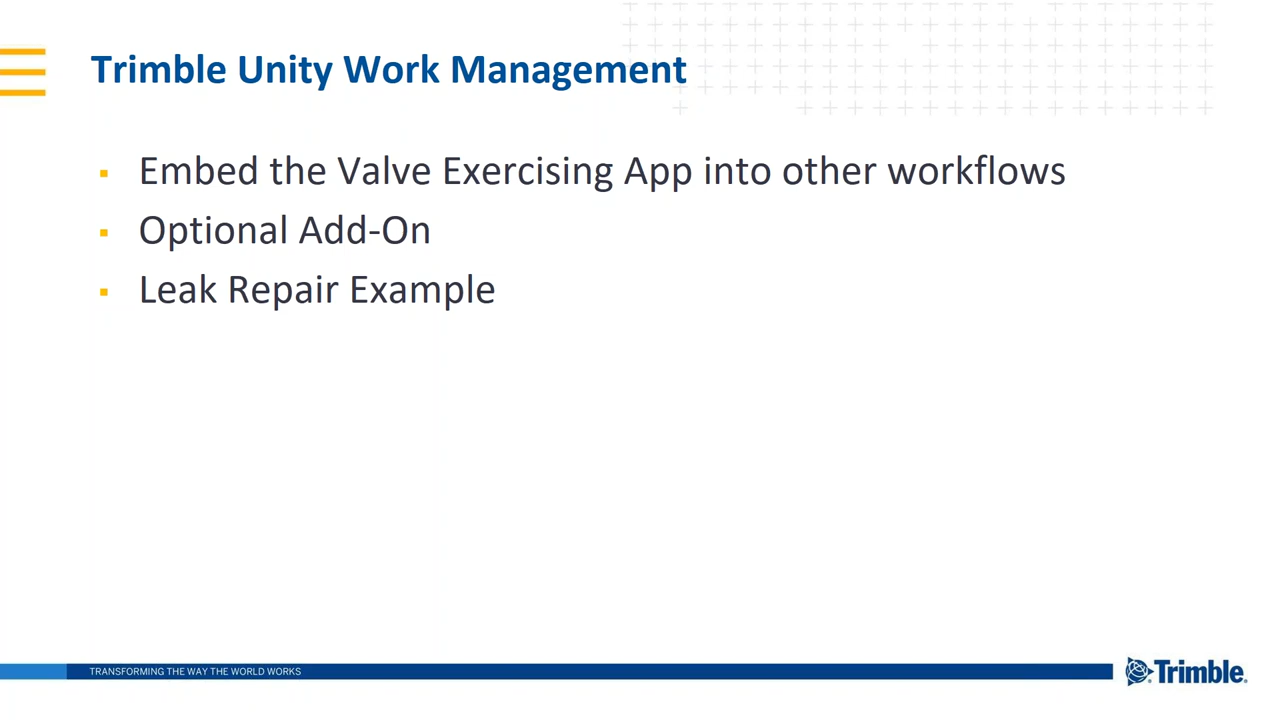 Trimble Unity Work Management
Embed the Valve Exercising App into other workflows
Optional Add-On
Leak Repair Example
TRANSFORMING THE WAY THE WORLD WORKS
Trimble